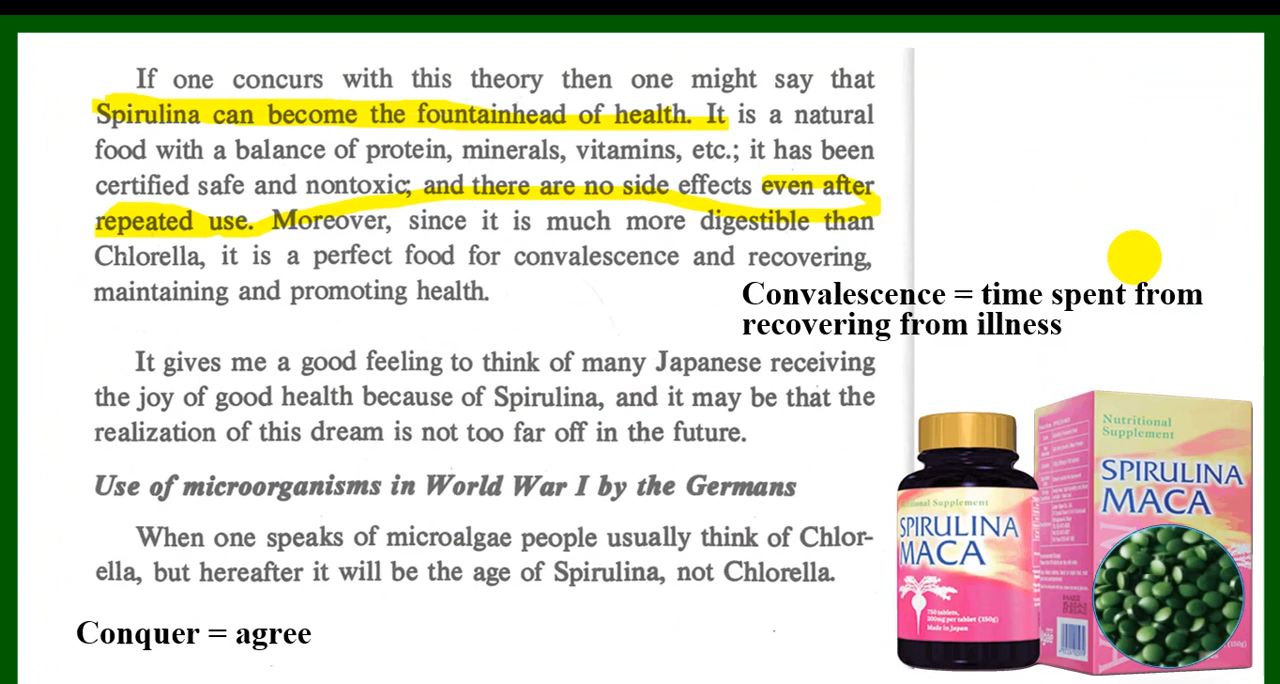 If one concurs with this theory then one might say that
Spirulina can become the fountainhead of health. It is a natural
food with a balance of protein, minerals, vitamins, etc.; it has been
certified safe and nontoxic; and there are no side effects even after
repeated use. Moreover, since it is much more digestible than
Chlorella, it is a perfect food for convalescence and recovering,
maintaining and promoting health.
Convalescence = time spent from
recovering from illness
It gives me a good feeling to think of many Japanese receiving
the joy of good health because of Spirulina, and it may be that the
realization of this dream is not too far off in the future.
Use of microorganisms in World War I by the Germans
When one speaks of microalgae people usually think of Chlor-
ella, but hereafter it will be the age of Spirulina, not Chlorella.
Conquer = agree
Nutritional Supplement
SPIRULINA
MACA
750 tablets,
200mg per tablet (150g)
Made in Japan
Nutritional
Supplement
SPIRULINA
MACA